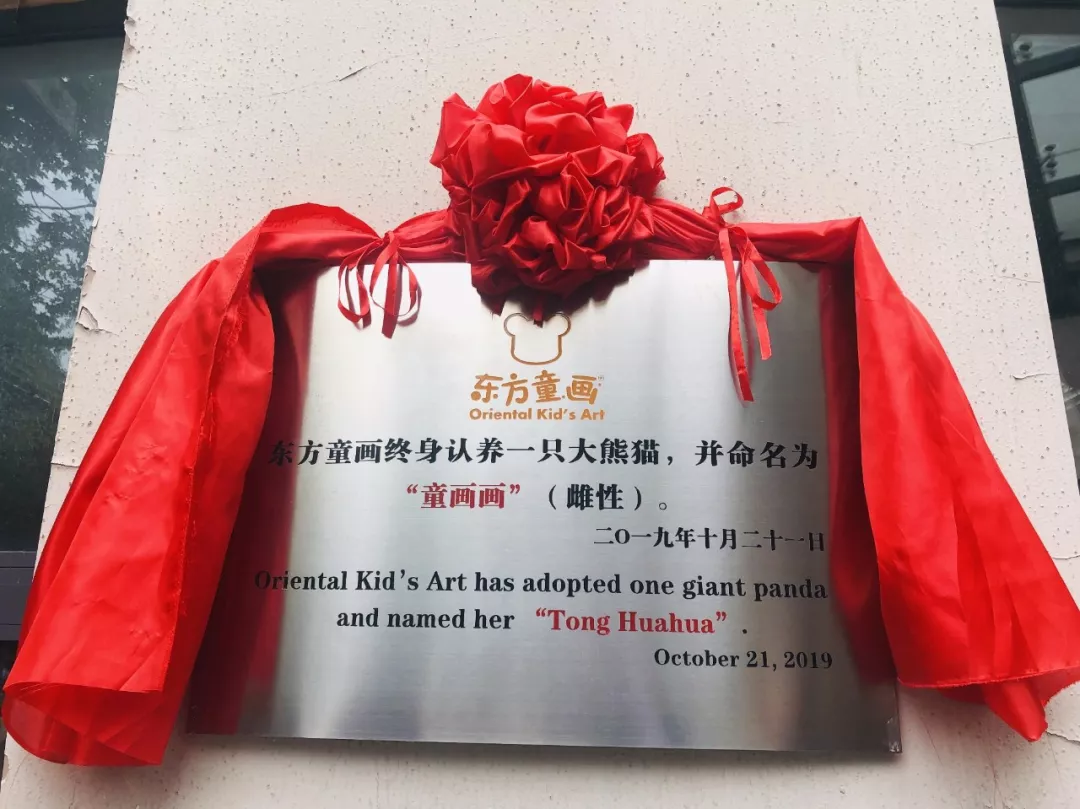 东方童画
Oriental Kid's Art
东方童画终身认养一只大熊猫，并命名为
“童画画”（雌性）。
二〇一九年十月二十一日
Oriental Kid’s Art has adopted one giant panda
and named her “Tong Huahua”.
October 21, 2019